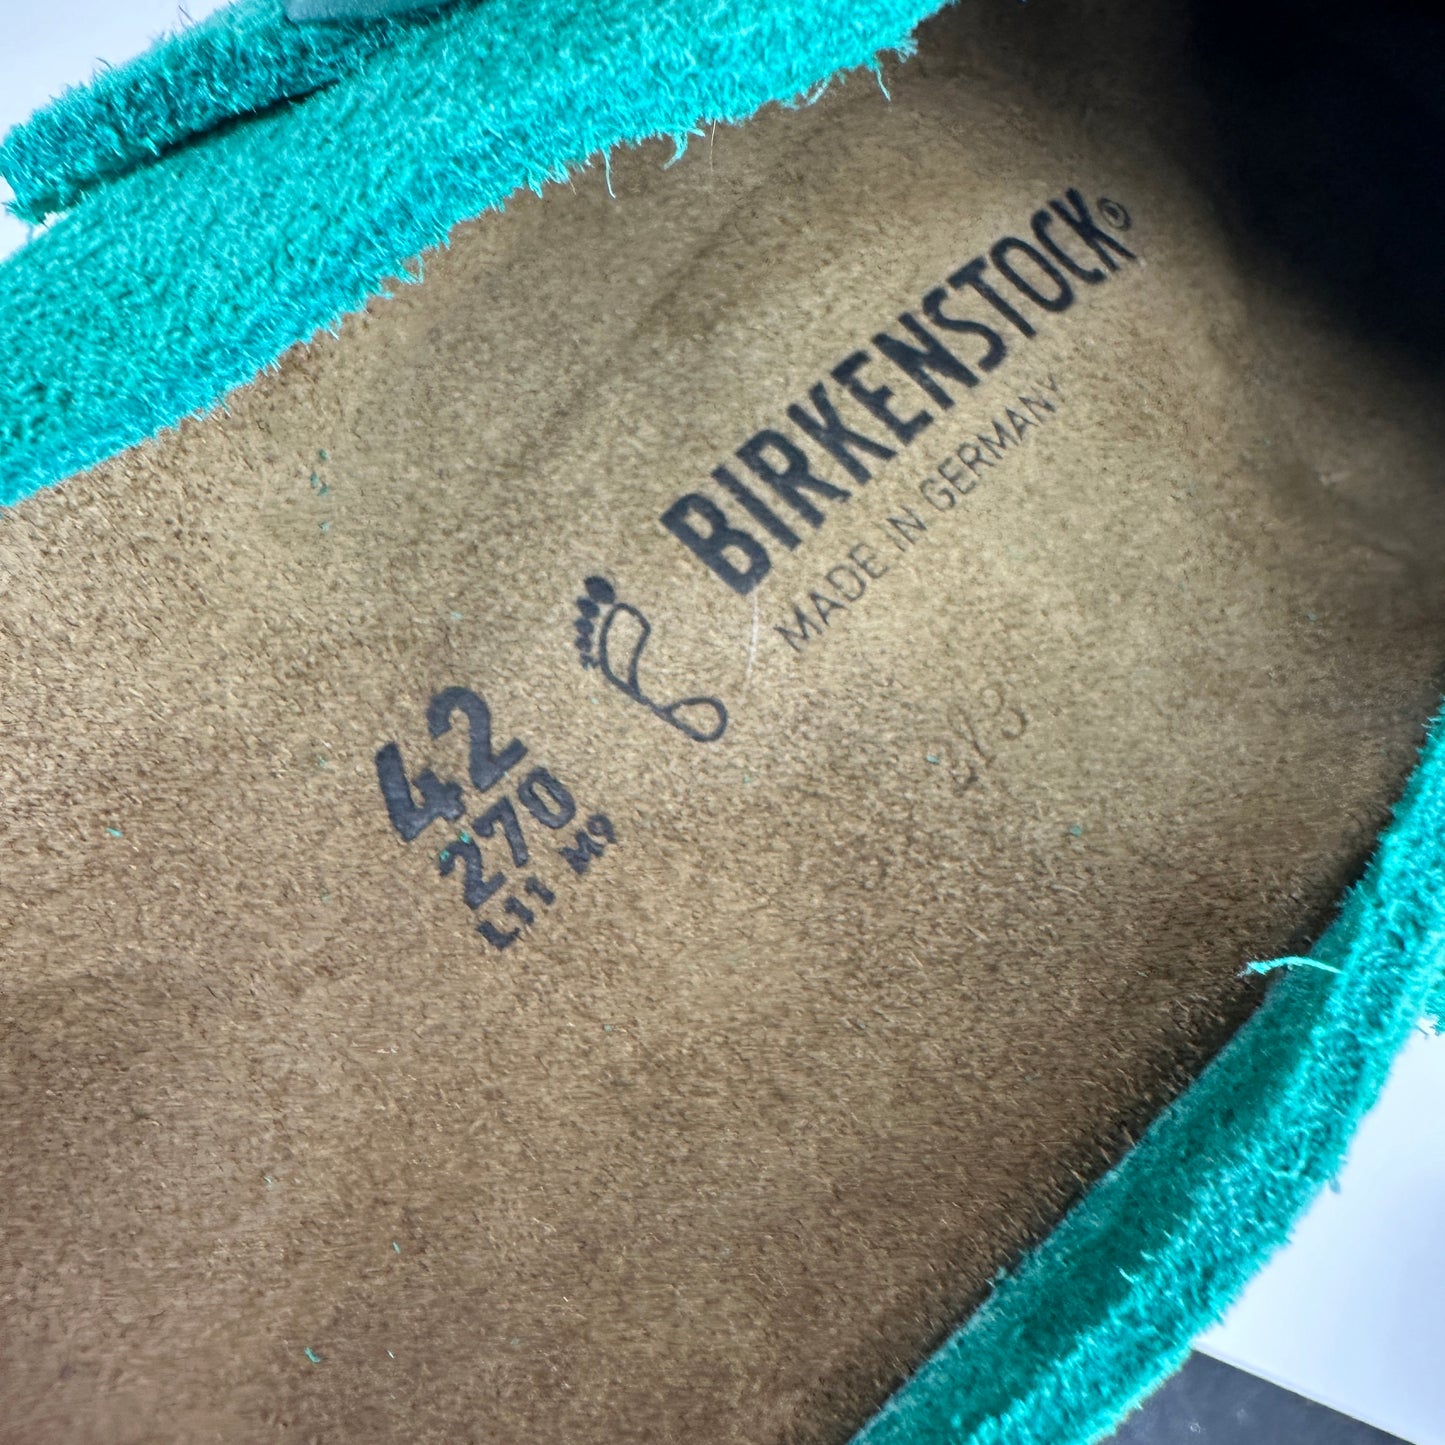 BIRKENSTOCK®
MADE IN GERMANY
42
270
L11 M9